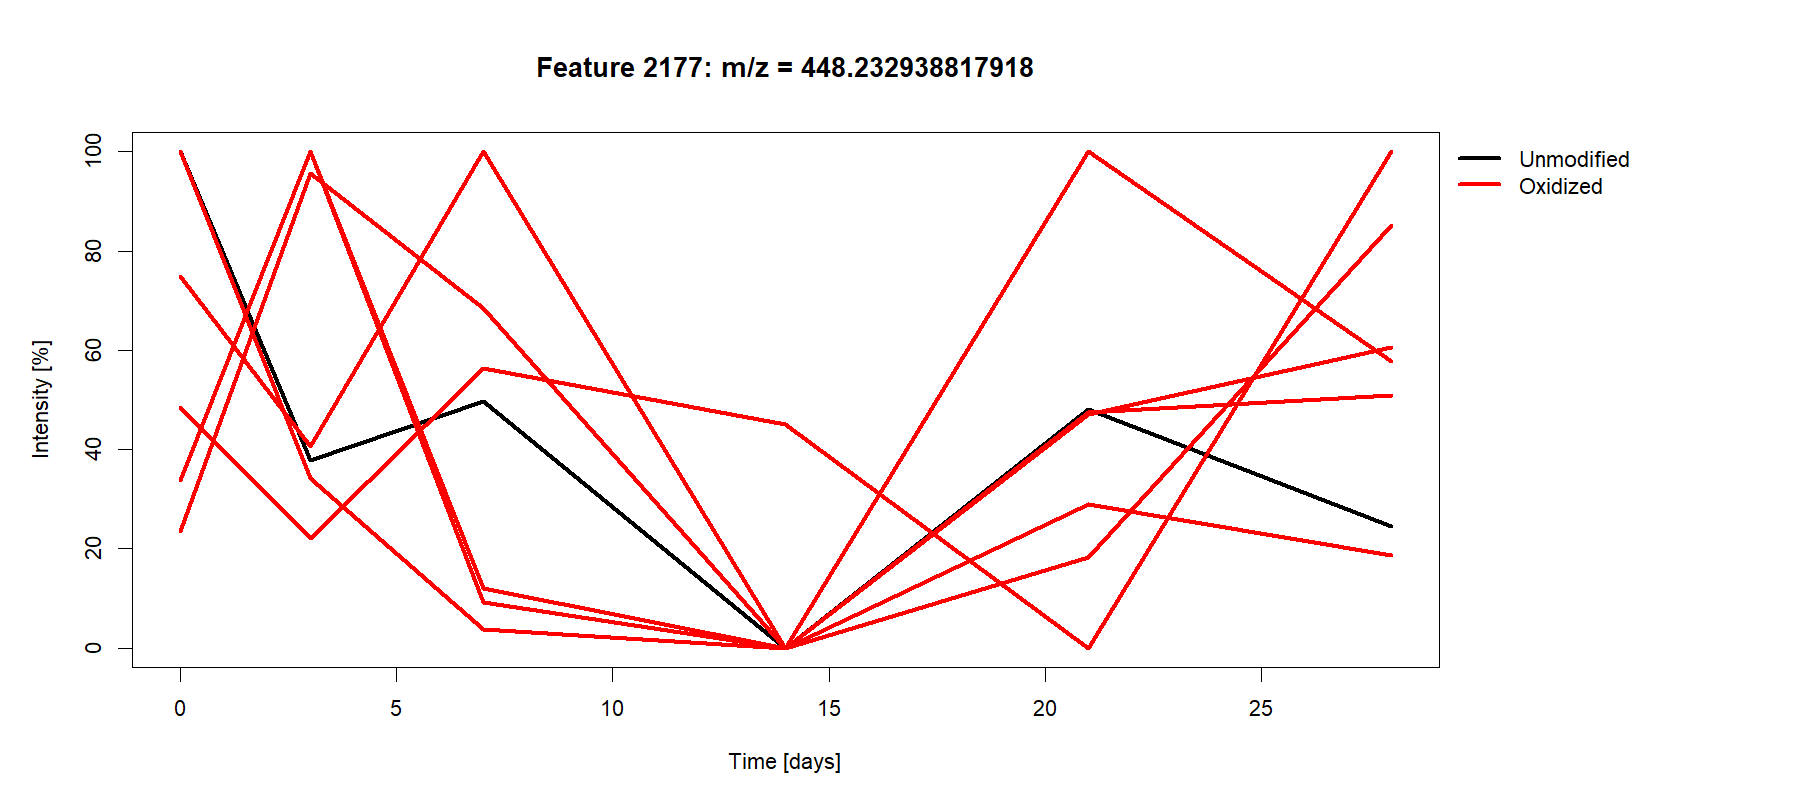 Feature 2177: m/z = 448.232938817918
Unmodified
Oxidized
Intensity [%]
100
80
60
40
20
0
0 5 10 15 20 25
Time [days]